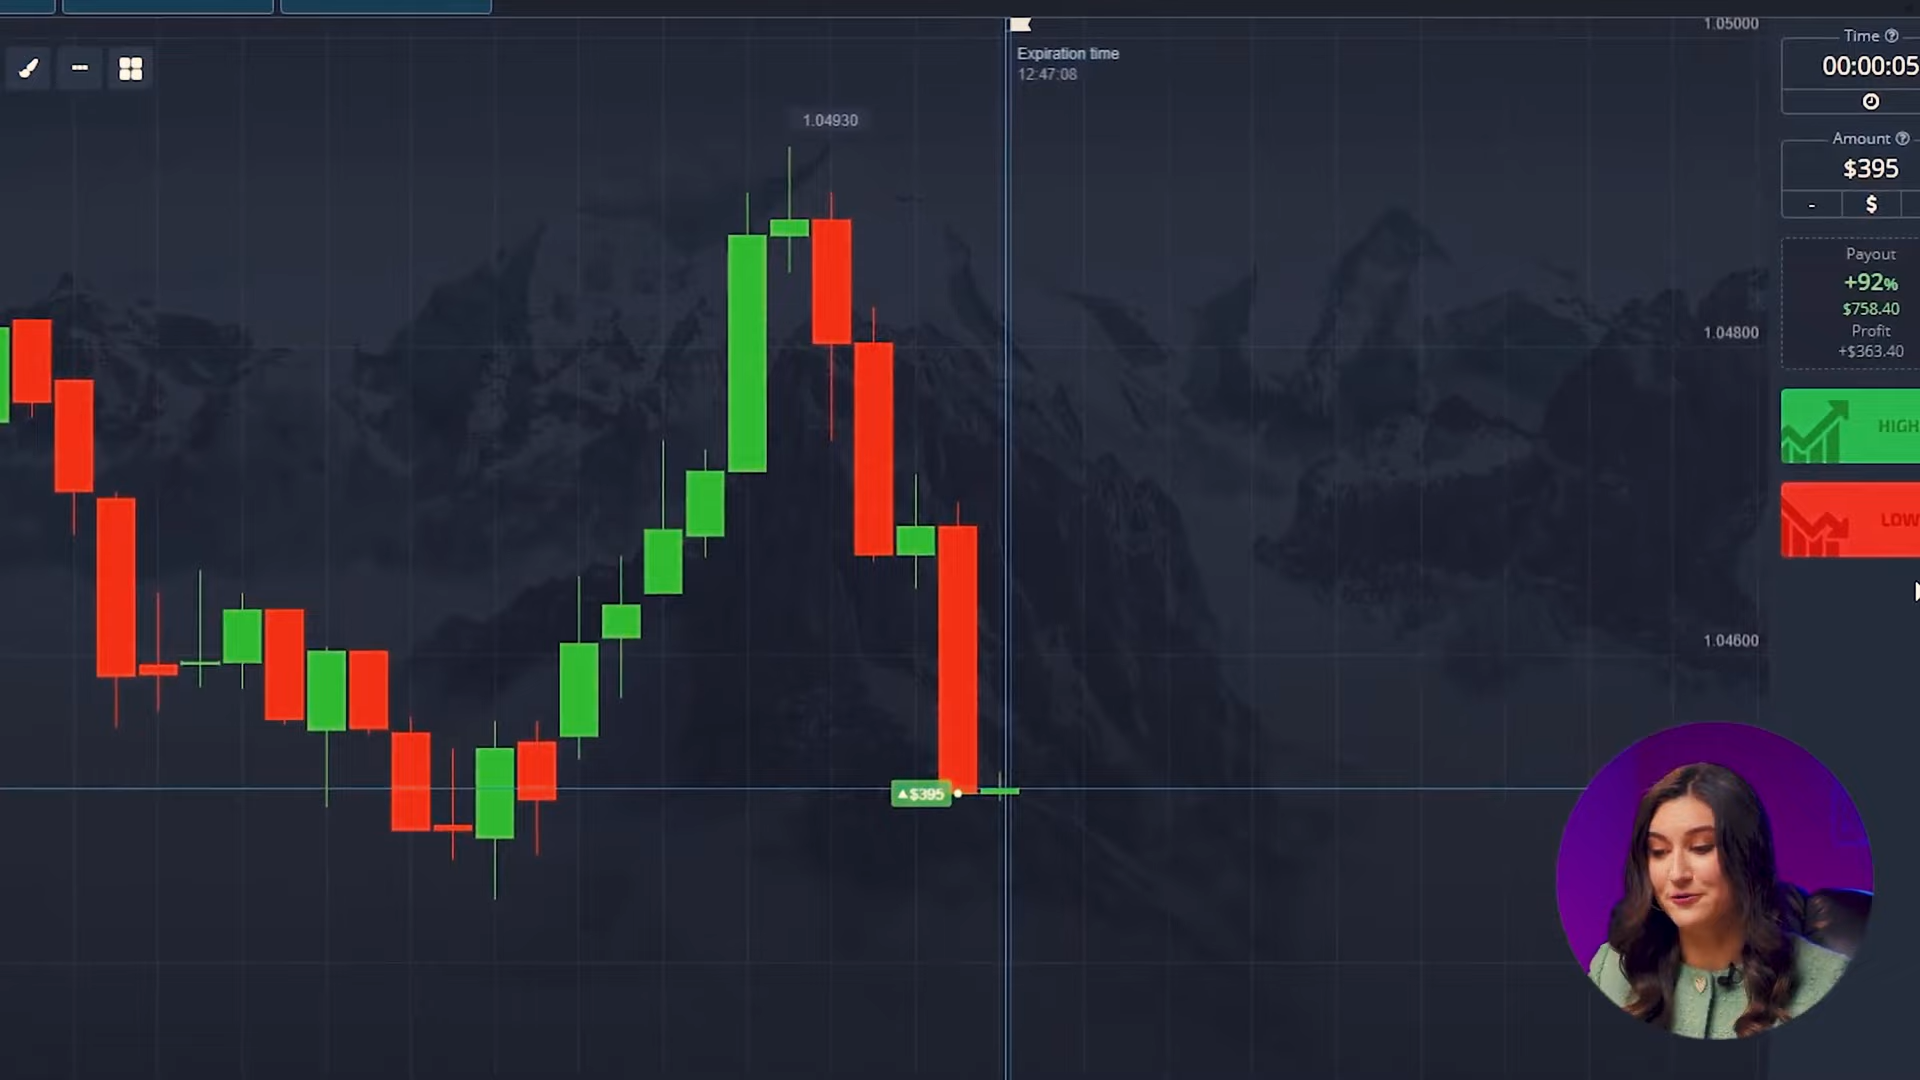 1.05000
Time
00:00:05
Expiration time
12:47:08
1.04930
Amount
$395
- $
Payout
+92%
$758.40
Profit
+$363.40
1.04800
HIGH
LOW
1.04600
$395